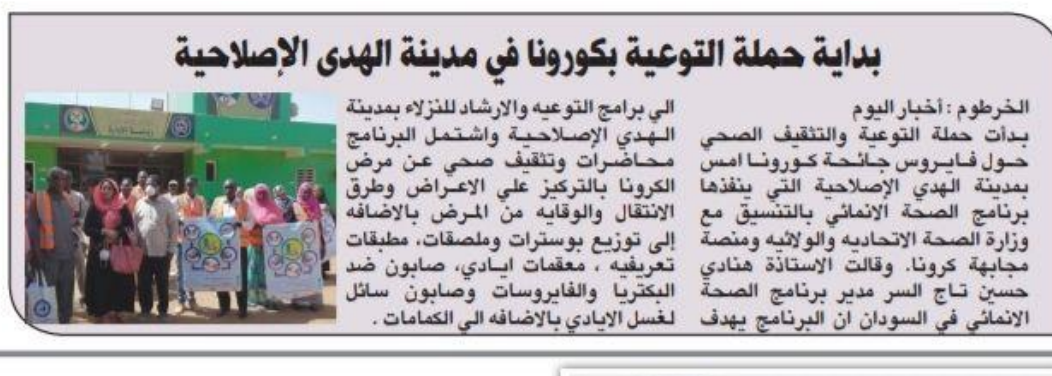 بداية حملة التوعية بكورونا في مدينة الهدى الإصلاحية
الخرطوم : أخبار اليوم
بدأت حملة التوعية والتثقيف الصحي
حول فايروس جائحة كورونا امس
بمدينة الهدي الإصلاحية التي ينفذها
برنامج الصحة الانمائي بالتنسيق مع
وزارة الصحة الاتحاديه والولائيه ومنصة
مجابهة كرونا. وقالت الاستاذة هنادي
حسين تاج السر مدير برنامج الصحة
الانمائي في السودان ان البرنامج يهدف
الي برامج التوعيه والارشاد للنزلاء بمدينة
الهدي الإصلاحية واشتمل البرنامج
محاضرات وتثقيف صحي عن مرض
الكرونا بالتركيز علي الاعراض وطرق
الانتقال والوقايه من المرض بالاضافه
إلى توزيع بوسترات وملصقات، مطبقات
تعريفيه ، معقمات ايادي، صابون ضد
البكتريا والفايروسات وصابون سائل
لغسل الايادي بالاضافه الي الكمامات .